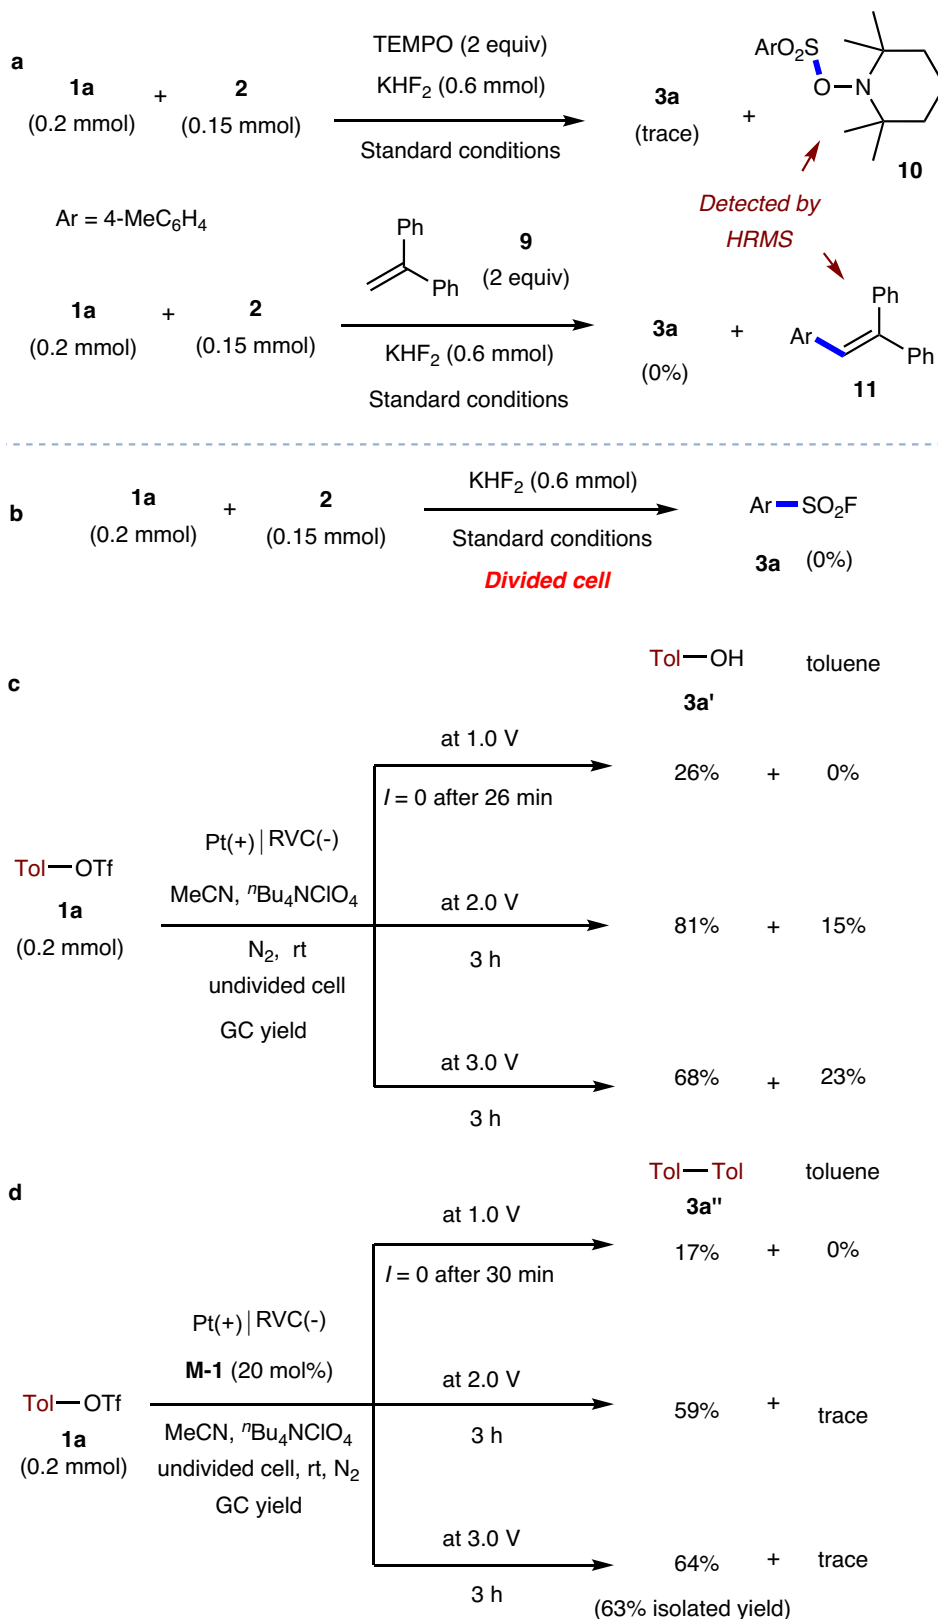 a
1a + 2
(0.2 mmol) (0.15 mmol)
TEMPO (2 equiv)
KHF2 (0.6 mmol)
Standard conditions
3a +
(trace)
ArO2S
O N
10
Ar = 4-MeC6H4
Detected by
HRMS
1a + 2
(0.2 mmol) (0.15 mmol)
Ph
Ph
9
(2 equiv)
KHF2 (0.6 mmol)
Standard conditions
3a +
(0%)
Ar Ph
Ph
11
b
1a + 2
(0.2 mmol) (0.15 mmol)
KHF2 (0.6 mmol)
Standard conditions
Divided cell
Ar SO2F
3a (0%)
c
Tol OH toluene
3a'
Tol OTf
1a
(0.2 mmol)
Pt(+) | RVC(-)
MeCN, nBu4NClO4
N2, rt
undivided cell
GC yield
at 1.0 V
I = 0 after 26 min
26% + 0%
at 2.0 V
3 h
81% + 15%
at 3.0 V
3 h
68% + 23%
d
Tol Tol toluene
3a"
Tol OTf
1a
(0.2 mmol)
Pt(+) | RVC(-)
M-1 (20 mol%)
MeCN, nBu4NClO4
undivided cell, rt, N2
GC yield
at 1.0 V
I = 0 after 30 min
17% + 0%
at 2.0 V
3 h
59% + trace
at 3.0 V
3 h
64% + trace
(63% isolated yield)